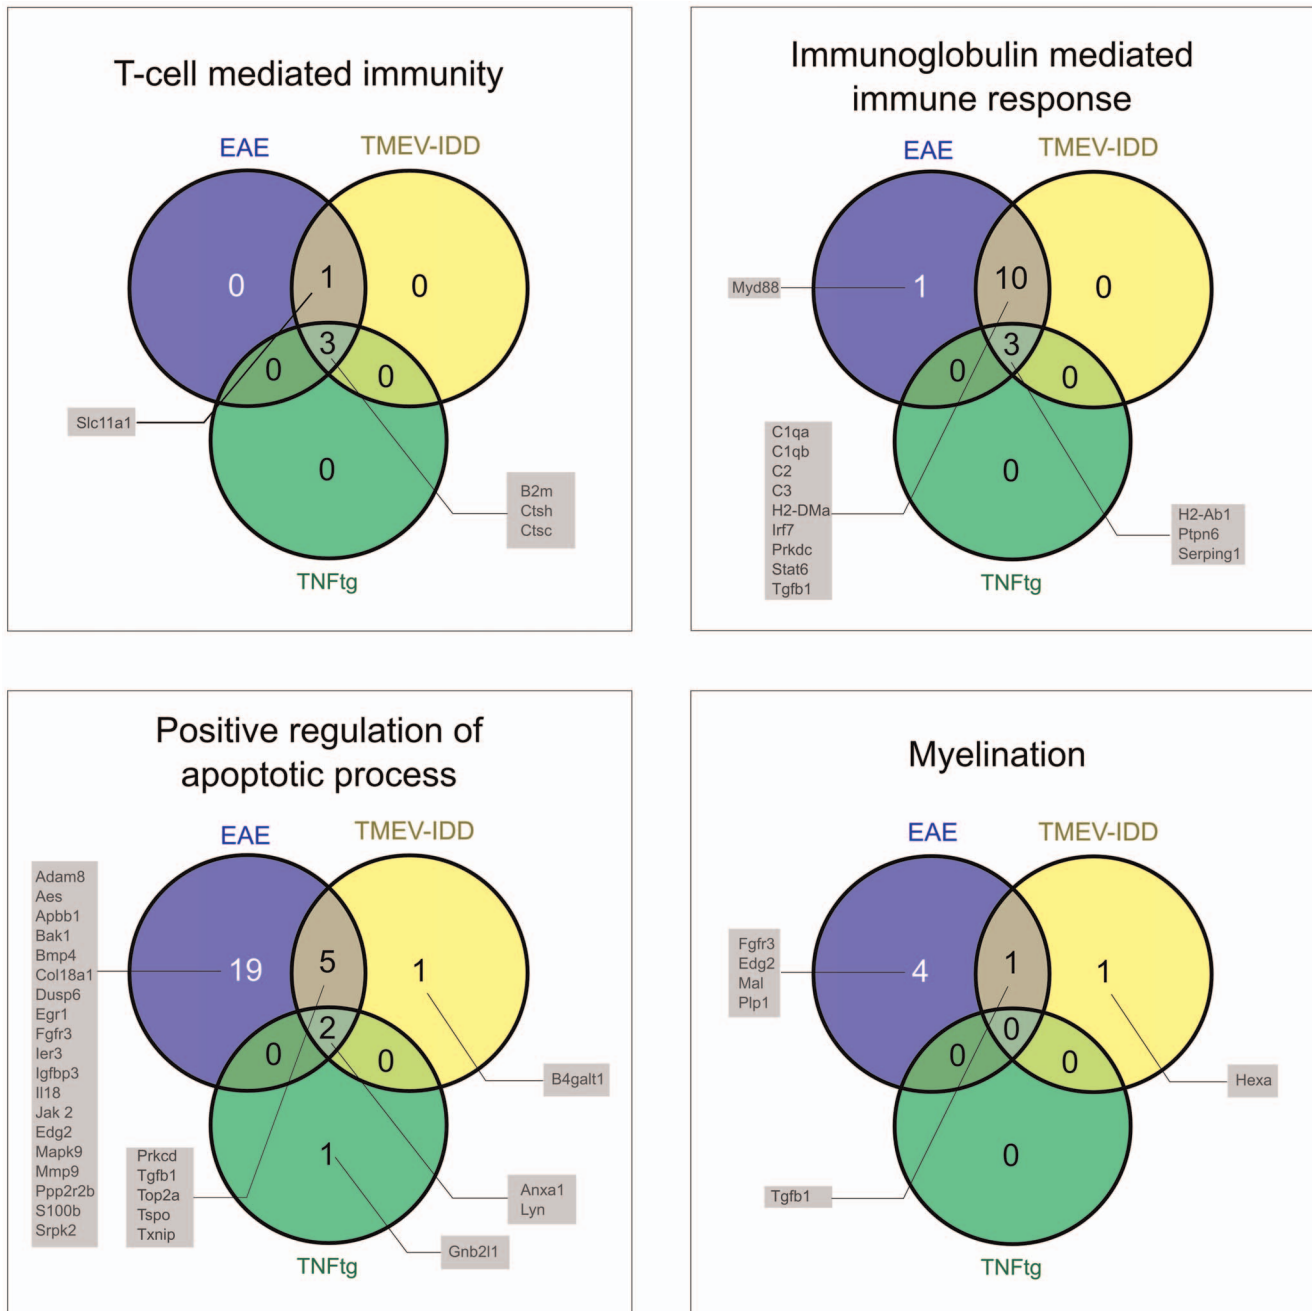 T-cell mediated immunity
EAE
TMEV-IDD
0
1
0
3
0
0
Slc11a1
0
B2m
Ctsh
Ctsc
TNFtg
Immunoglobulin mediated
immune response
EAE
TMEV-IDD
Myd88
1
10
0
3
0
0
C1qa
C1qb
C2
C3
H2-DMa
Irf7
Prkdc
Stat6
Tgfb1
0
H2-Ab1
Ptpn6
Serping1
TNFtg
Positive regulation of
apoptotic process
EAE
TMEV-IDD
Adam8
Aes
Apbb1
Bak1
Bmp4
Col18a1
Dusp6
Egr1
Fgfr3
Ier3
Igfbp3
Il18
Jak 2
Edg2
Mapk9
Mmp9
Ppp2r2b
S100b
Srpk2
19
5
1
2
0
0
B4galt1
Prkcd
Tgfb1
Top2a
Tspo
Txnip
1
Anxa1
Lyn
Gnb2l1
TNFtg
Myelination
EAE
TMEV-IDD
Fgfr3
Edg2
Mal
Plp1
4
1
1
0
0
0
Hexa
Tgfb1
0
TNFtg